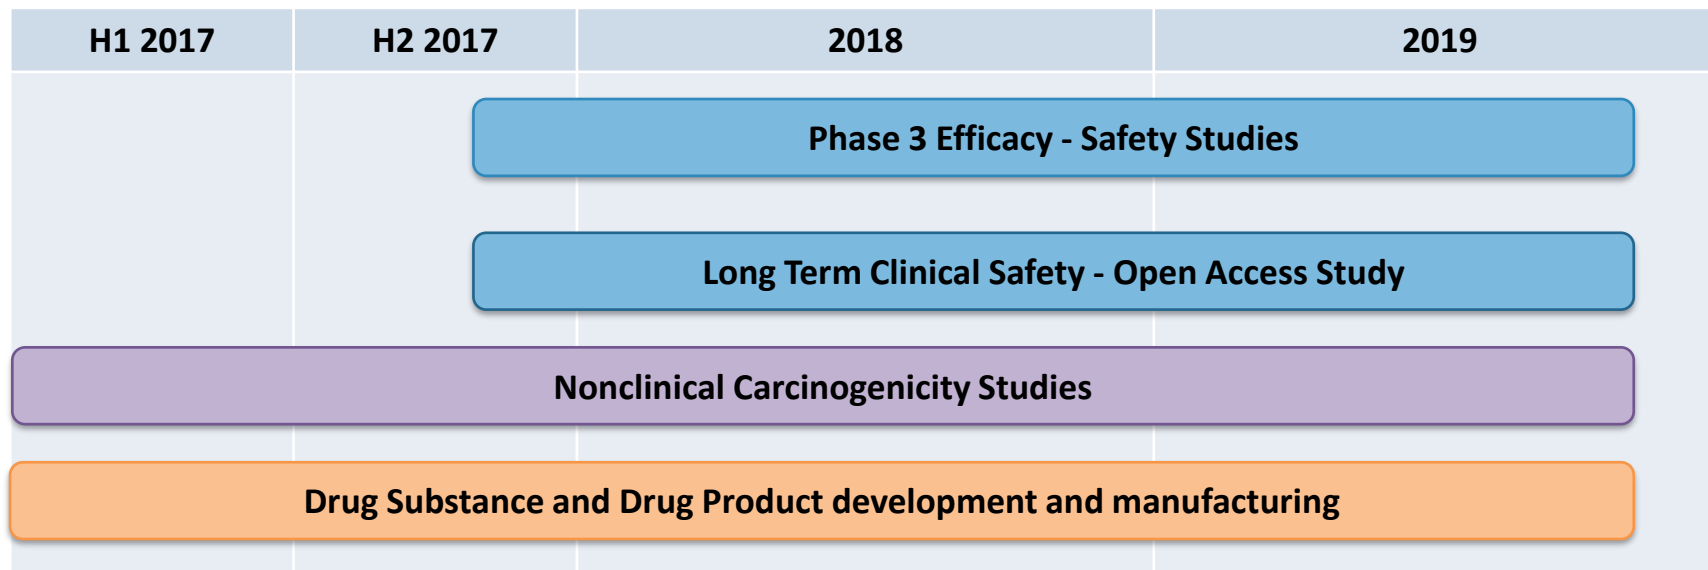 H1 2017 H2 2017 2018 2019
Phase 3 Efficacy - Safety Studies
Long Term Clinical Safety - Open Access Study
Nonclinical Carcinogenicity Studies
Drug Substance and Drug Product development and manufacturing